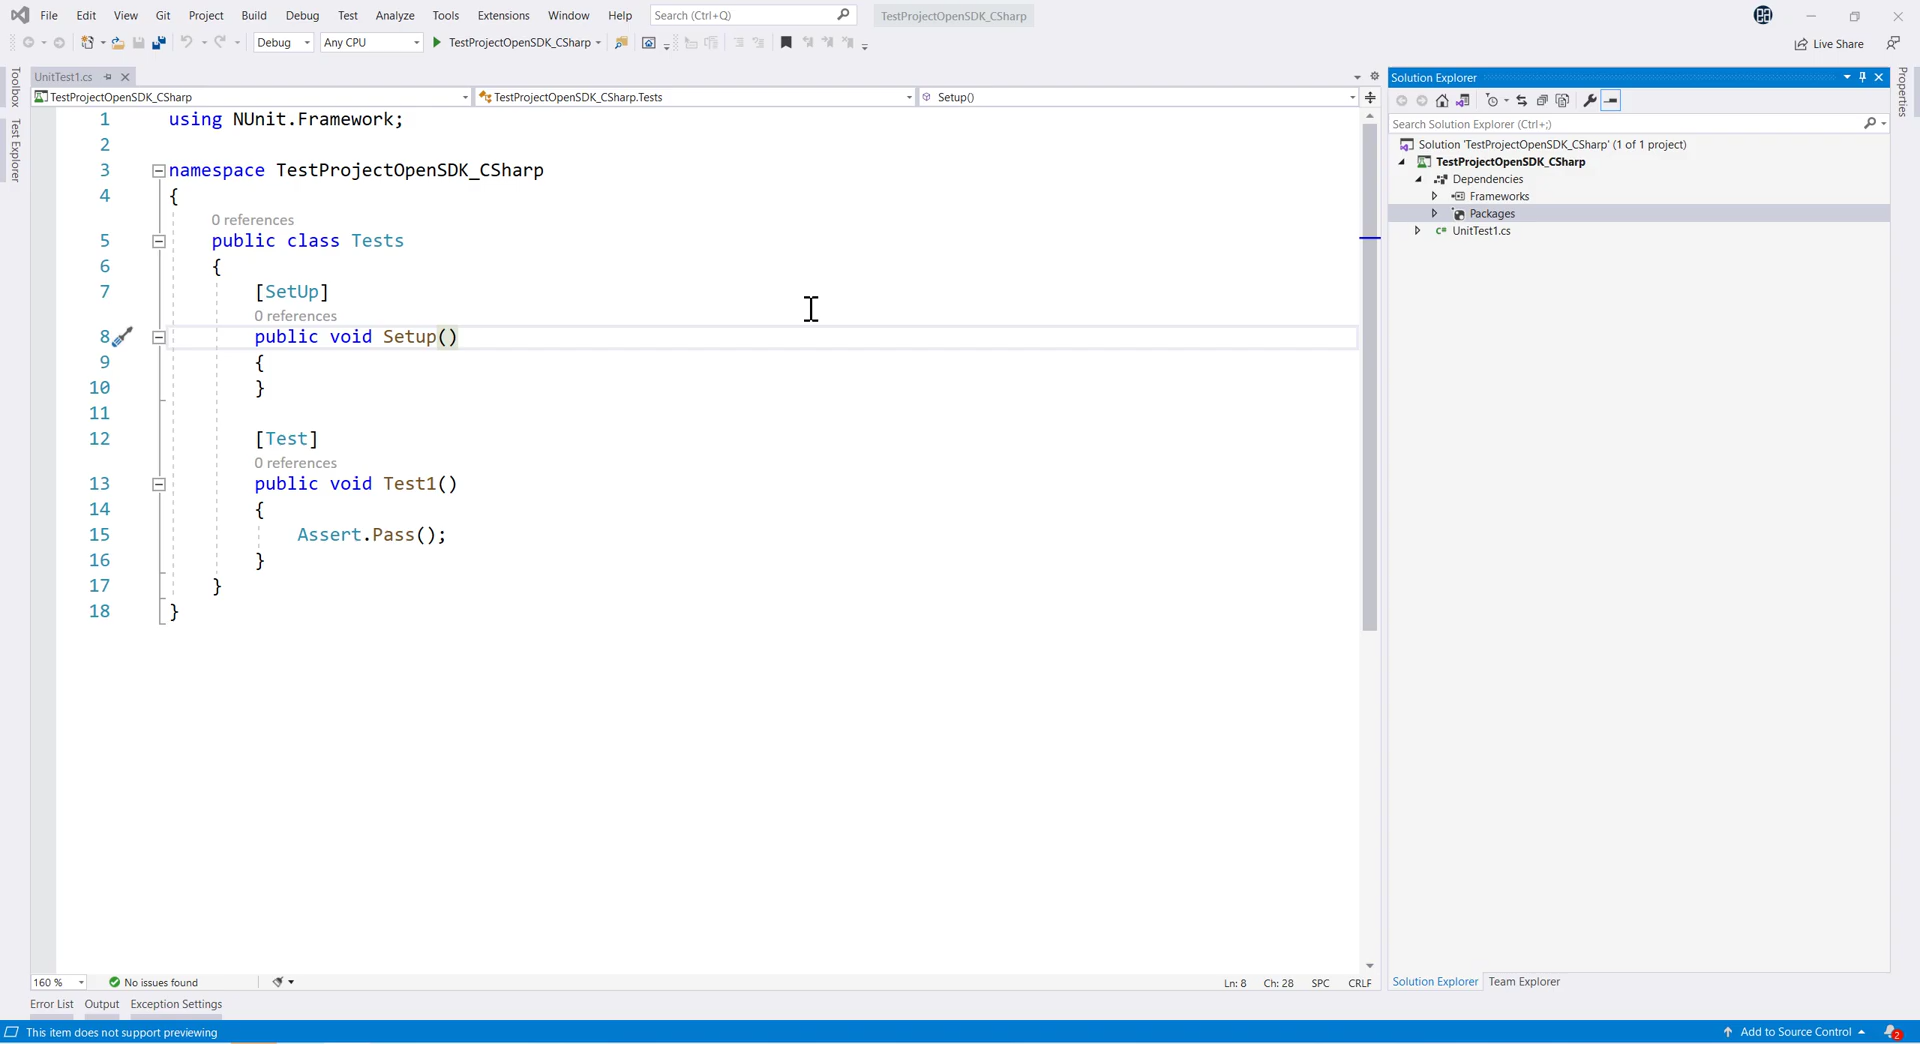 File Edit View Git Project Build Debug Test Analyze Tools Extensions Window Help Search (Ctrl+Q) TestProjectOpenSDK_CSharp
Debug Any CPU TestProjectOpenSDK_CSharp Live Share
Toolbox
Test Explorer
UnitTest1.cs
TestProjectOpenSDK_CSharp TestProjectOpenSDK_CSharp.Tests Setup()
1 using NUnit.Framework;
2
3 namespace TestProjectOpenSDK_CSharp
4 {
0 references
5 public class Tests
6 {
7 [SetUp]
0 references
8 public void Setup()
9 {
10 }
11
12 [Test]
0 references
13 public void Test1()
14 {
15 Assert.Pass();
16 }
17 }
18 }
160 % No issues found Ln: 8 Ch: 28 SPC CRLF
Error List Output Exception Settings
Solution Explorer
Search Solution Explorer (Ctrl+;)
Solution 'TestProjectOpenSDK_CSharp' (1 of 1 project)
TestProjectOpenSDK_CSharp
Dependencies
Frameworks
Packages
C# UnitTest1.cs
Solution Explorer Team Explorer
Properties
This item does not support previewing Add to Source Control 2